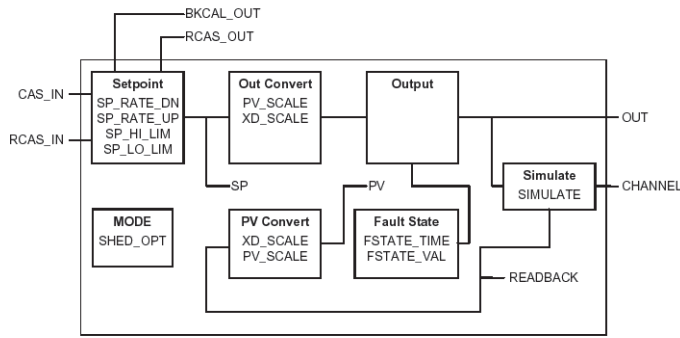 BKCAL_OUT
RCAS_OUT
CAS_IN
RCAS_IN
Setpoint
SP_RATE_DN
SP_RATE_UP
SP_HI_LIM
SP_LO_LIM
Out Convert
PV_SCALE
XD_SCALE
Output
OUT
Simulate
SIMULATE
CHANNEL
SP
PV
MODE
SHED_OPT
PV Convert
XD_SCALE
PV_SCALE
Fault State
FSTATE_TIME
FSTATE_VAL
READBACK